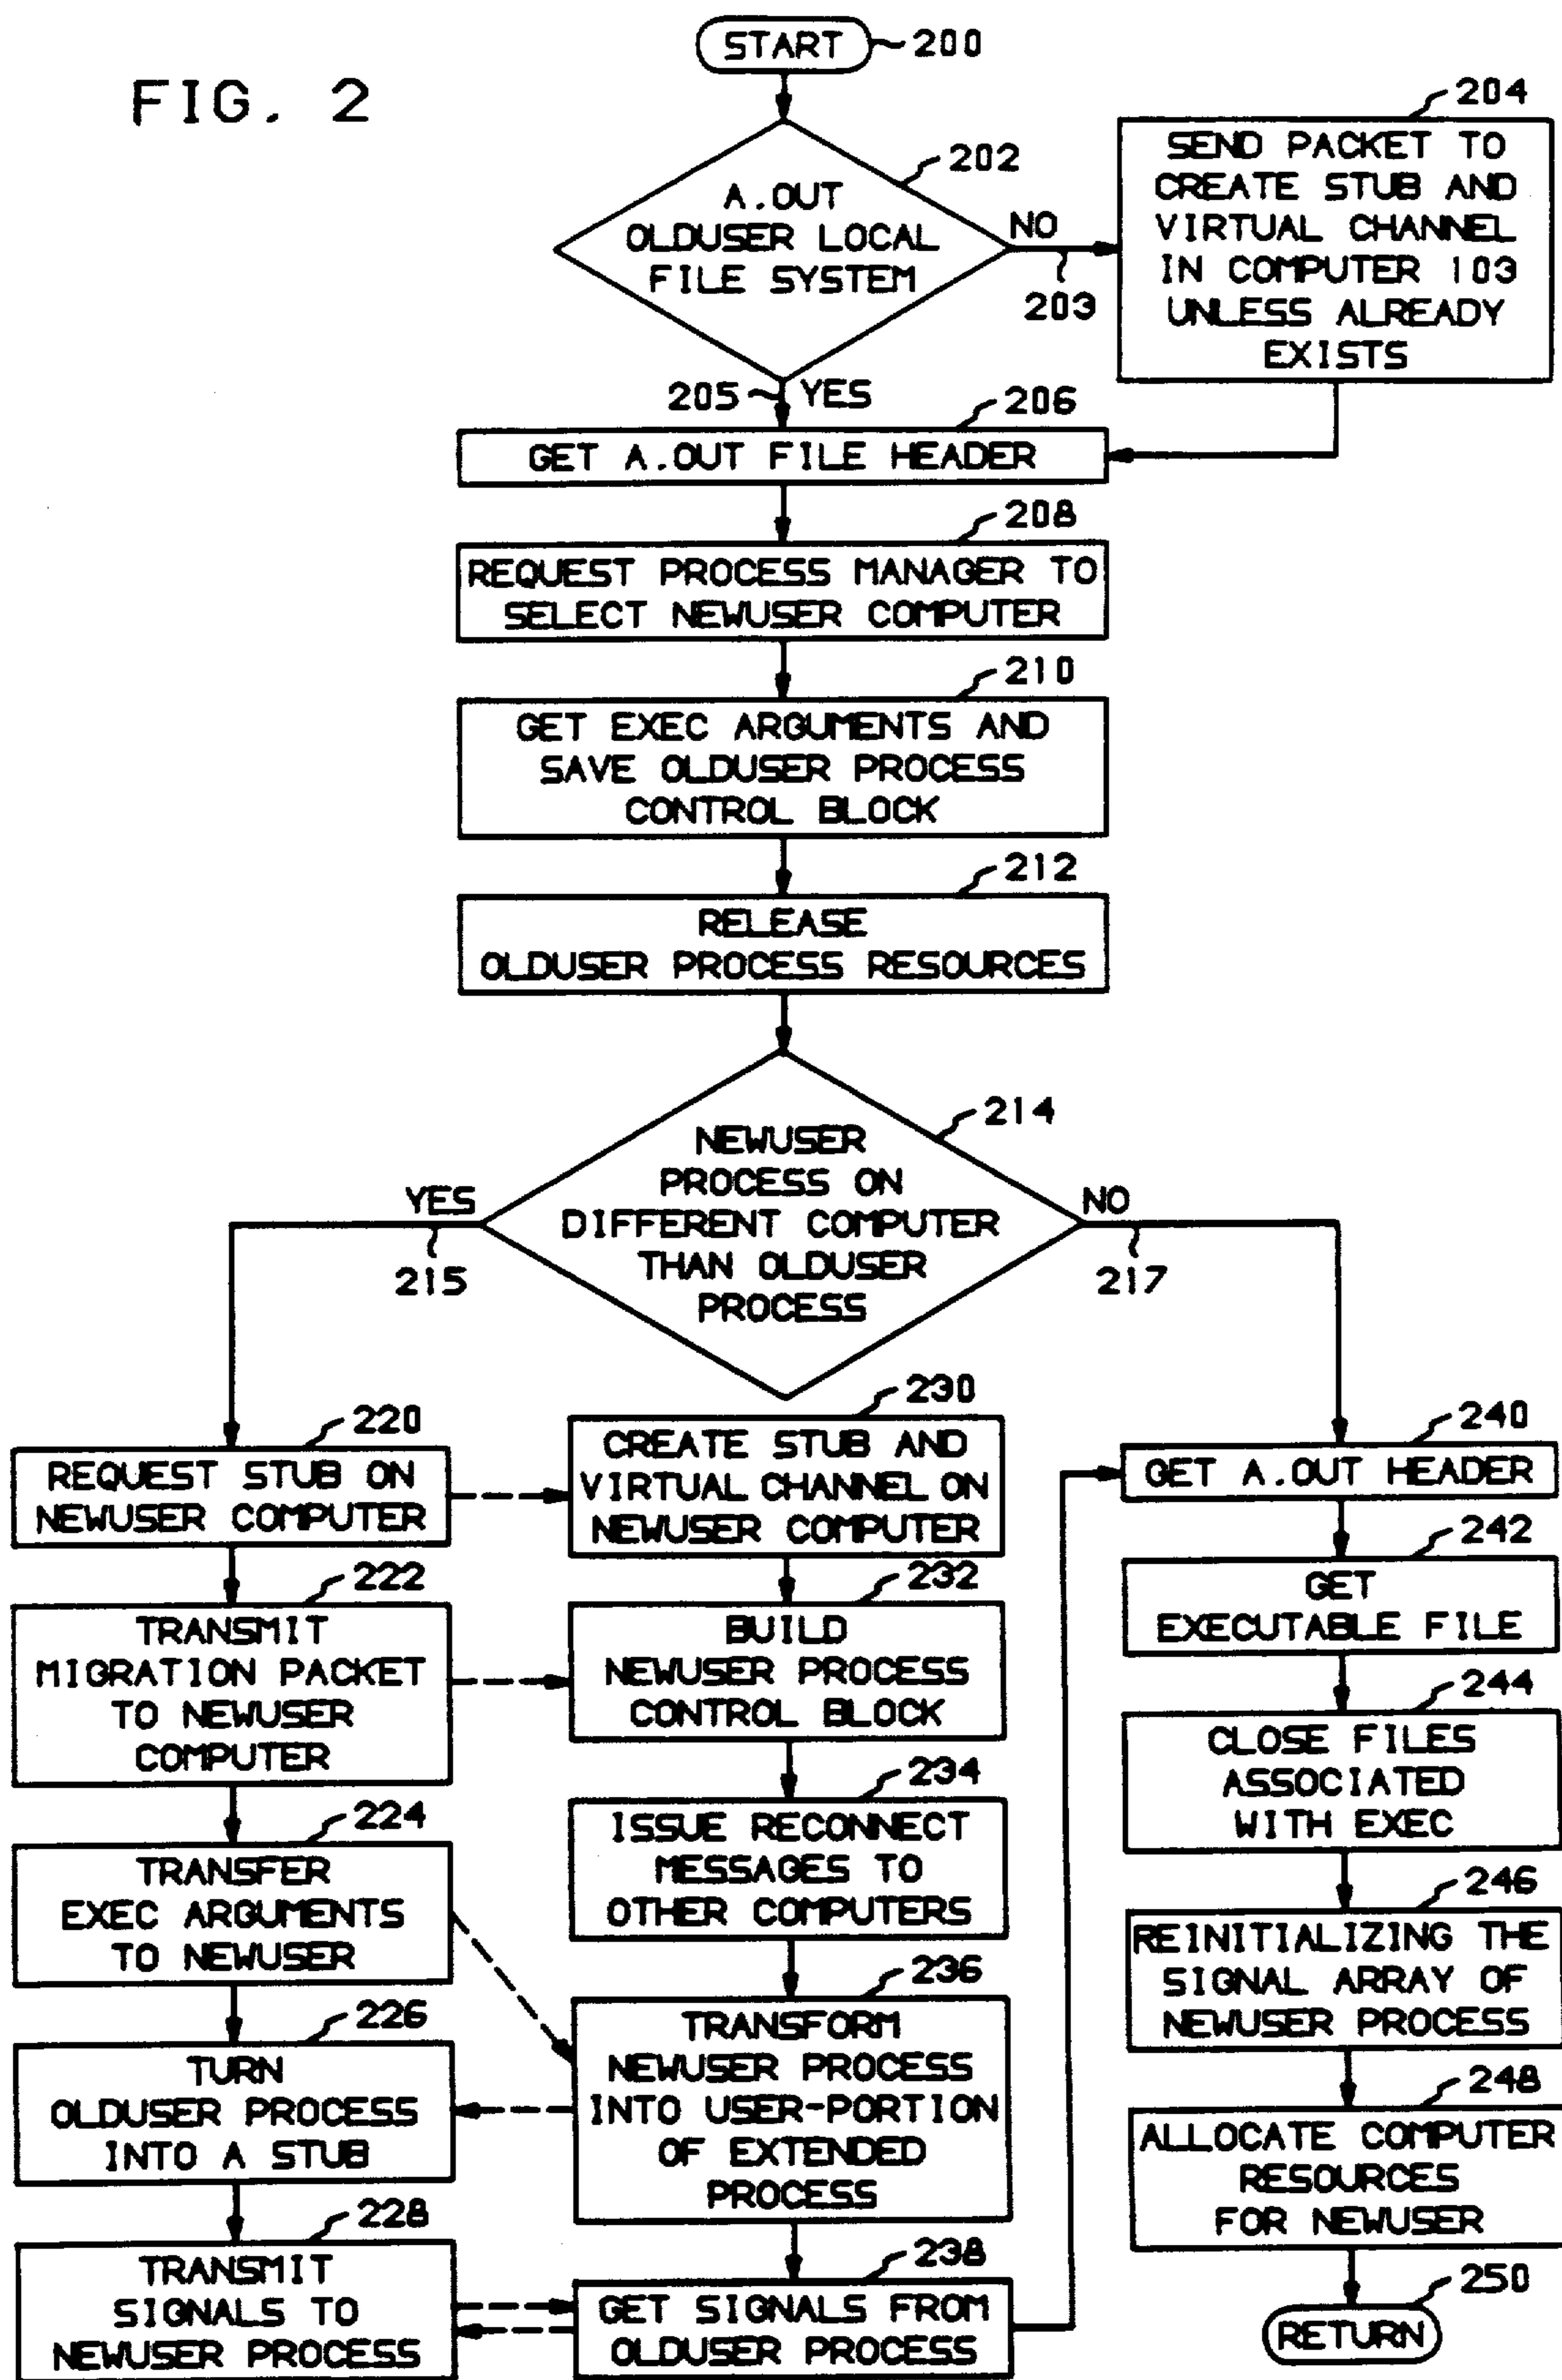 FIG. 2
START
200
202
A.OUT
OLDUSER LOCAL
FILE SYSTEM
NO
203
204
SEND PACKET TO
CREATE STUB AND
VIRTUAL CHANNEL
IN COMPUTER 103
UNLESS ALREADY
EXISTS
205
YES
206
GET A.OUT FILE HEADER
208
REQUEST PROCESS MANAGER TO
SELECT NEWUSER COMPUTER
210
GET EXEC ARGUMENTS AND
SAVE OLDUSER PROCESS
CONTROL BLOCK
212
RELEASE
OLDUSER PROCESS RESOURCES
214
NEWUSER
PROCESS ON
DIFFERENT COMPUTER
THAN OLDUSER
PROCESS
YES
215
NO
217
220
REQUEST STUB ON
NEWUSER COMPUTER
222
TRANSMIT
MIGRATION PACKET
TO NEWUSER
COMPUTER
224
TRANSFER
EXEC ARGUMENTS
TO NEWUSER
226
TURN
OLDUSER PROCESS
INTO A STUB
228
TRANSMIT
SIGNALS TO
NEWUSER PROCESS
230
CREATE STUB AND
VIRTUAL CHANNEL ON
NEWUSER COMPUTER
232
BUILD
NEWUSER PROCESS
CONTROL BLOCK
234
ISSUE RECONNECT
MESSAGES TO
OTHER COMPUTERS
236
TRANSFORM
NEWUSER PROCESS
INTO USER-PORTION
OF EXTENDED
PROCESS
238
GET SIGNALS FROM
OLDUSER PROCESS
240
GET A.OUT HEADER
242
GET
EXECUTABLE FILE
244
CLOSE FILES
ASSOCIATED
WITH EXEC
246
REINITIALIZING THE
SIGNAL ARRAY OF
NEWUSER PROCESS
248
ALLOCATE COMPUTER
RESOURCES
FOR NEWUSER
250
RETURN